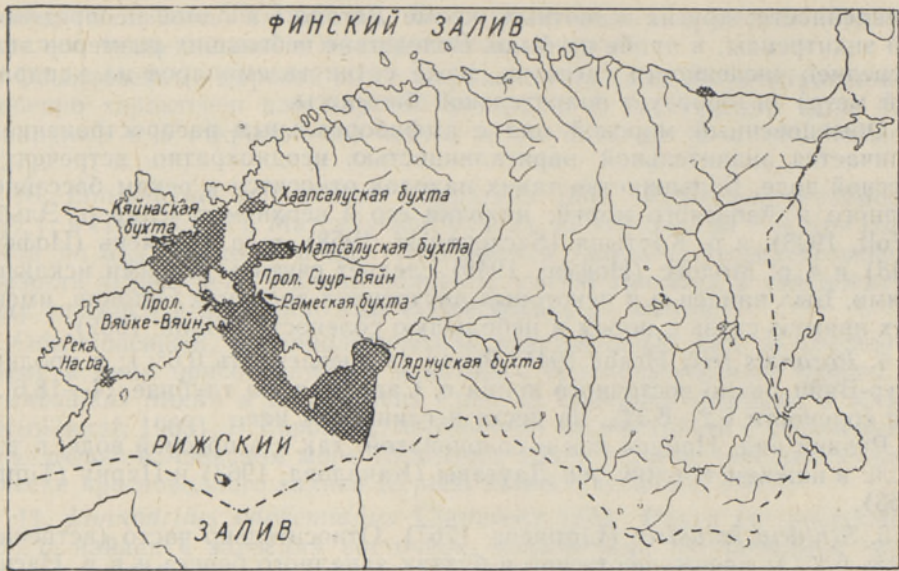 ФИНСКИЙ ЗАЛИВ
Хаапсалуская бухта
Кяйнаская
бухта
Матсалуская бухта
Прол. Суур-Вяйн
Прол.
Вяйке-Вяйн
Рамеская бухта
Река
Насва
Пярнуская бухта
РИЖСКИЙ
ЗАЛИВ